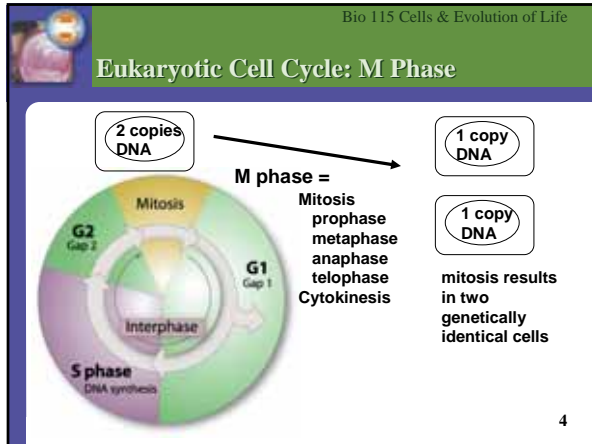 Bio 115 Cells & Evolution of Life
Eukaryotic Cell Cycle: M Phase
2 copies
DNA
1 copy
DNA
M phase =
Mitosis
prophase
metaphase
anaphase
telophase
Cytokinesis
1 copy
DNA
mitosis results
in two
genetically
identical cells
Mitosis
G2
Gap 2
G1
Gap 1
Interphase
S phase
DNA synthesis
4